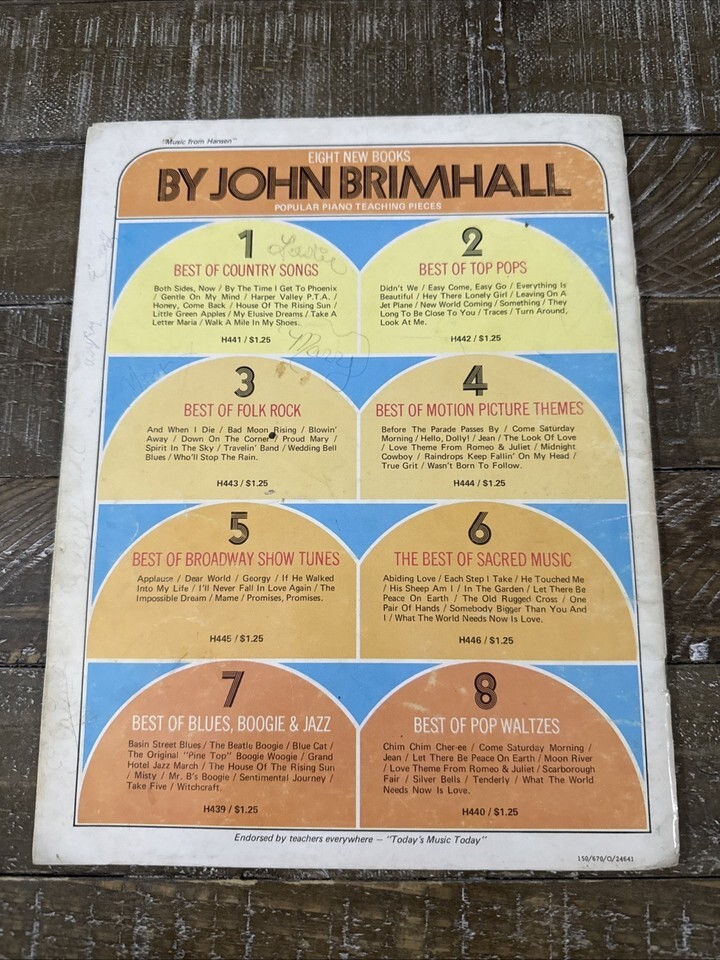 "Music from Hansen"
EIGHT NEW BOOKS
BY JOHN BRIMHALL
POPULAR PIANO TEACHING PIECES
1
BEST OF COUNTRY SONGS
Both Sides, Now / By The Time I Get To Phoenix
/ Gentle On My Mind / Harper Valley P.T.A. /
Honey, Come Back / House Of The Rising Sun /
Little Green Apples / My Elusive Dreams / Take A
Letter Maria / Walk A Mile In My Shoes.
H441 / $1.25
2
BEST OF TOP POPS
Didn't We / Easy Come, Easy Go / Everything Is
Beautiful / Hey There Lonely Girl / Leaving On A
Jet Plane / New World Coming / Something / They
Long To Be Close To You / Traces / Turn Around,
Look At Me.
H442 / $1.25
3
BEST OF FOLK ROCK
And When I Die / Bad Moon Rising / Blowin'
Away / Down On The Corner / Proud Mary /
Spirit In The Sky / Travelin' Band / Wedding Bell
Blues / Who'll Stop The Rain.
H443 / $1.25
4
BEST OF MOTION PICTURE THEMES
Before The Parade Passes By / Come Saturday
Morning / Hello, Dolly! / Jean / The Look Of Love
/ Love Theme From Romeo & Juliet / Midnight
Cowboy / Raindrops Keep Fallin' On My Head /
True Grit / Wasn't Born To Follow.
H444 / $1.25
5
BEST OF BROADWAY SHOW TUNES
Applause / Dear World / Georgy / If He Walked
Into My Life / I'll Never Fall In Love Again / The
Impossible Dream / Mame / Promises, Promises.
H445 / $1.25
6
THE BEST OF SACRED MUSIC
Abiding Love / Each Step I Take / He Touched Me
/ His Sheep Am I / In The Garden / Let There Be
Peace On Earth / The Old Rugged Cross / One
Pair Of Hands / Somebody Bigger Than You And
I / What The World Needs Now Is Love.
H446 / $1.25
7
BEST OF BLUES, BOOGIE & JAZZ
Basin Street Blues / The Beatle Boogie / Blue Cat /
The Original "Pine Top" Boogie Woogie / Grand
Hotel Jazz March / The House Of The Rising Sun
/ Misty / Mr. B's Boogie / Sentimental Journey /
Take Five / Witchcraft.
H439 / $1.25
8
BEST OF POP WALTZES
Chim Chim Cher-ee / Come Saturday Morning /
Jean / Let There Be Peace On Earth / Moon River
/ Love Theme From Romeo & Juliet / Scarborough
Fair / Silver Bells / Tenderly / What The World
Needs Now Is Love.
H440 / $1.25
Endorsed by teachers everywhere — "Today's Music Today"
150/670/O/24641